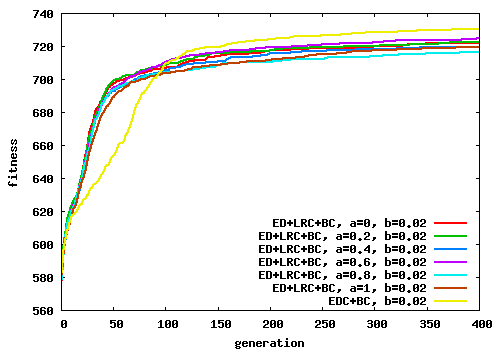 740
720
700
680
660
640
620
600
580
560
fitness
ED+LRC+BC, a=0, b=0.02
ED+LRC+BC, a=0.2, b=0.02
ED+LRC+BC, a=0.4, b=0.02
ED+LRC+BC, a=0.6, b=0.02
ED+LRC+BC, a=0.8, b=0.02
ED+LRC+BC, a=1, b=0.02
EDC+BC, b=0.02
0 50 100 150 200 250 300 350 400
generation